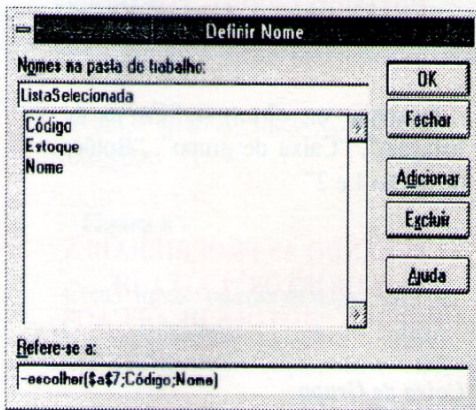 Definir Nome
Nomes na pasta de trabalho:
ListaSelecionada
Código
Estoque
Nome
OK
Fechar
Adicionar
Excluir
Ajuda
Refere-se a:
=escolher($a$7;Código;Nome)